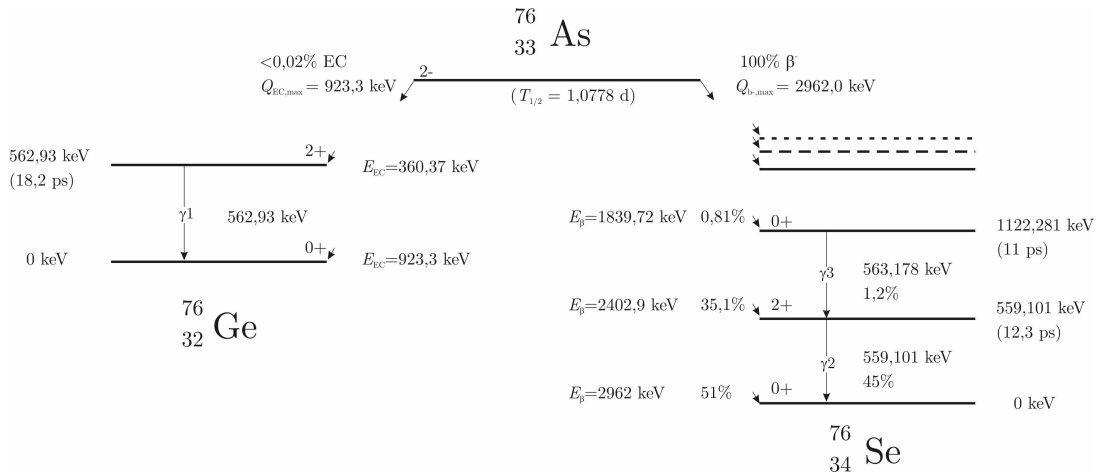 76
33 As
<0,02% EC
Q_EC,max = 923,3 keV
2-
(T_1/2 = 1,0778 d)
100% β-
Q_b-,max = 2962,0 keV
562,93 keV
(18,2 ps)
2+
E_EC=360,37 keV
γ1
562,93 keV
0 keV
0+
E_EC=923,3 keV
76
32 Ge
E_β=1839,72 keV 0,81%
0+
1122,281 keV
(11 ps)
γ3
563,178 keV
1,2%
E_β=2402,9 keV 35,1%
2+
559,101 keV
(12,3 ps)
γ2
559,101 keV
45%
E_β=2962 keV 51%
0+
0 keV
76
34 Se